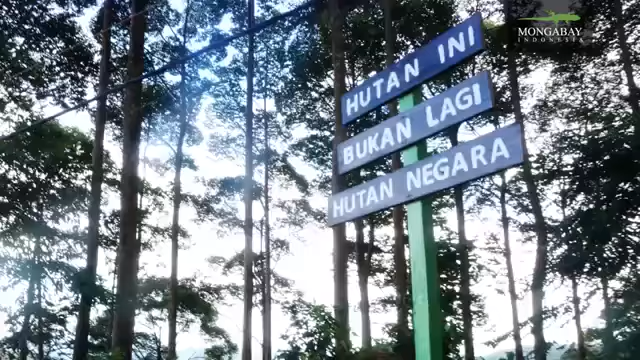 MONGABAY
INDONESIA
HUTAN INI
BUKAN LAGI
HUTAN NEGARA